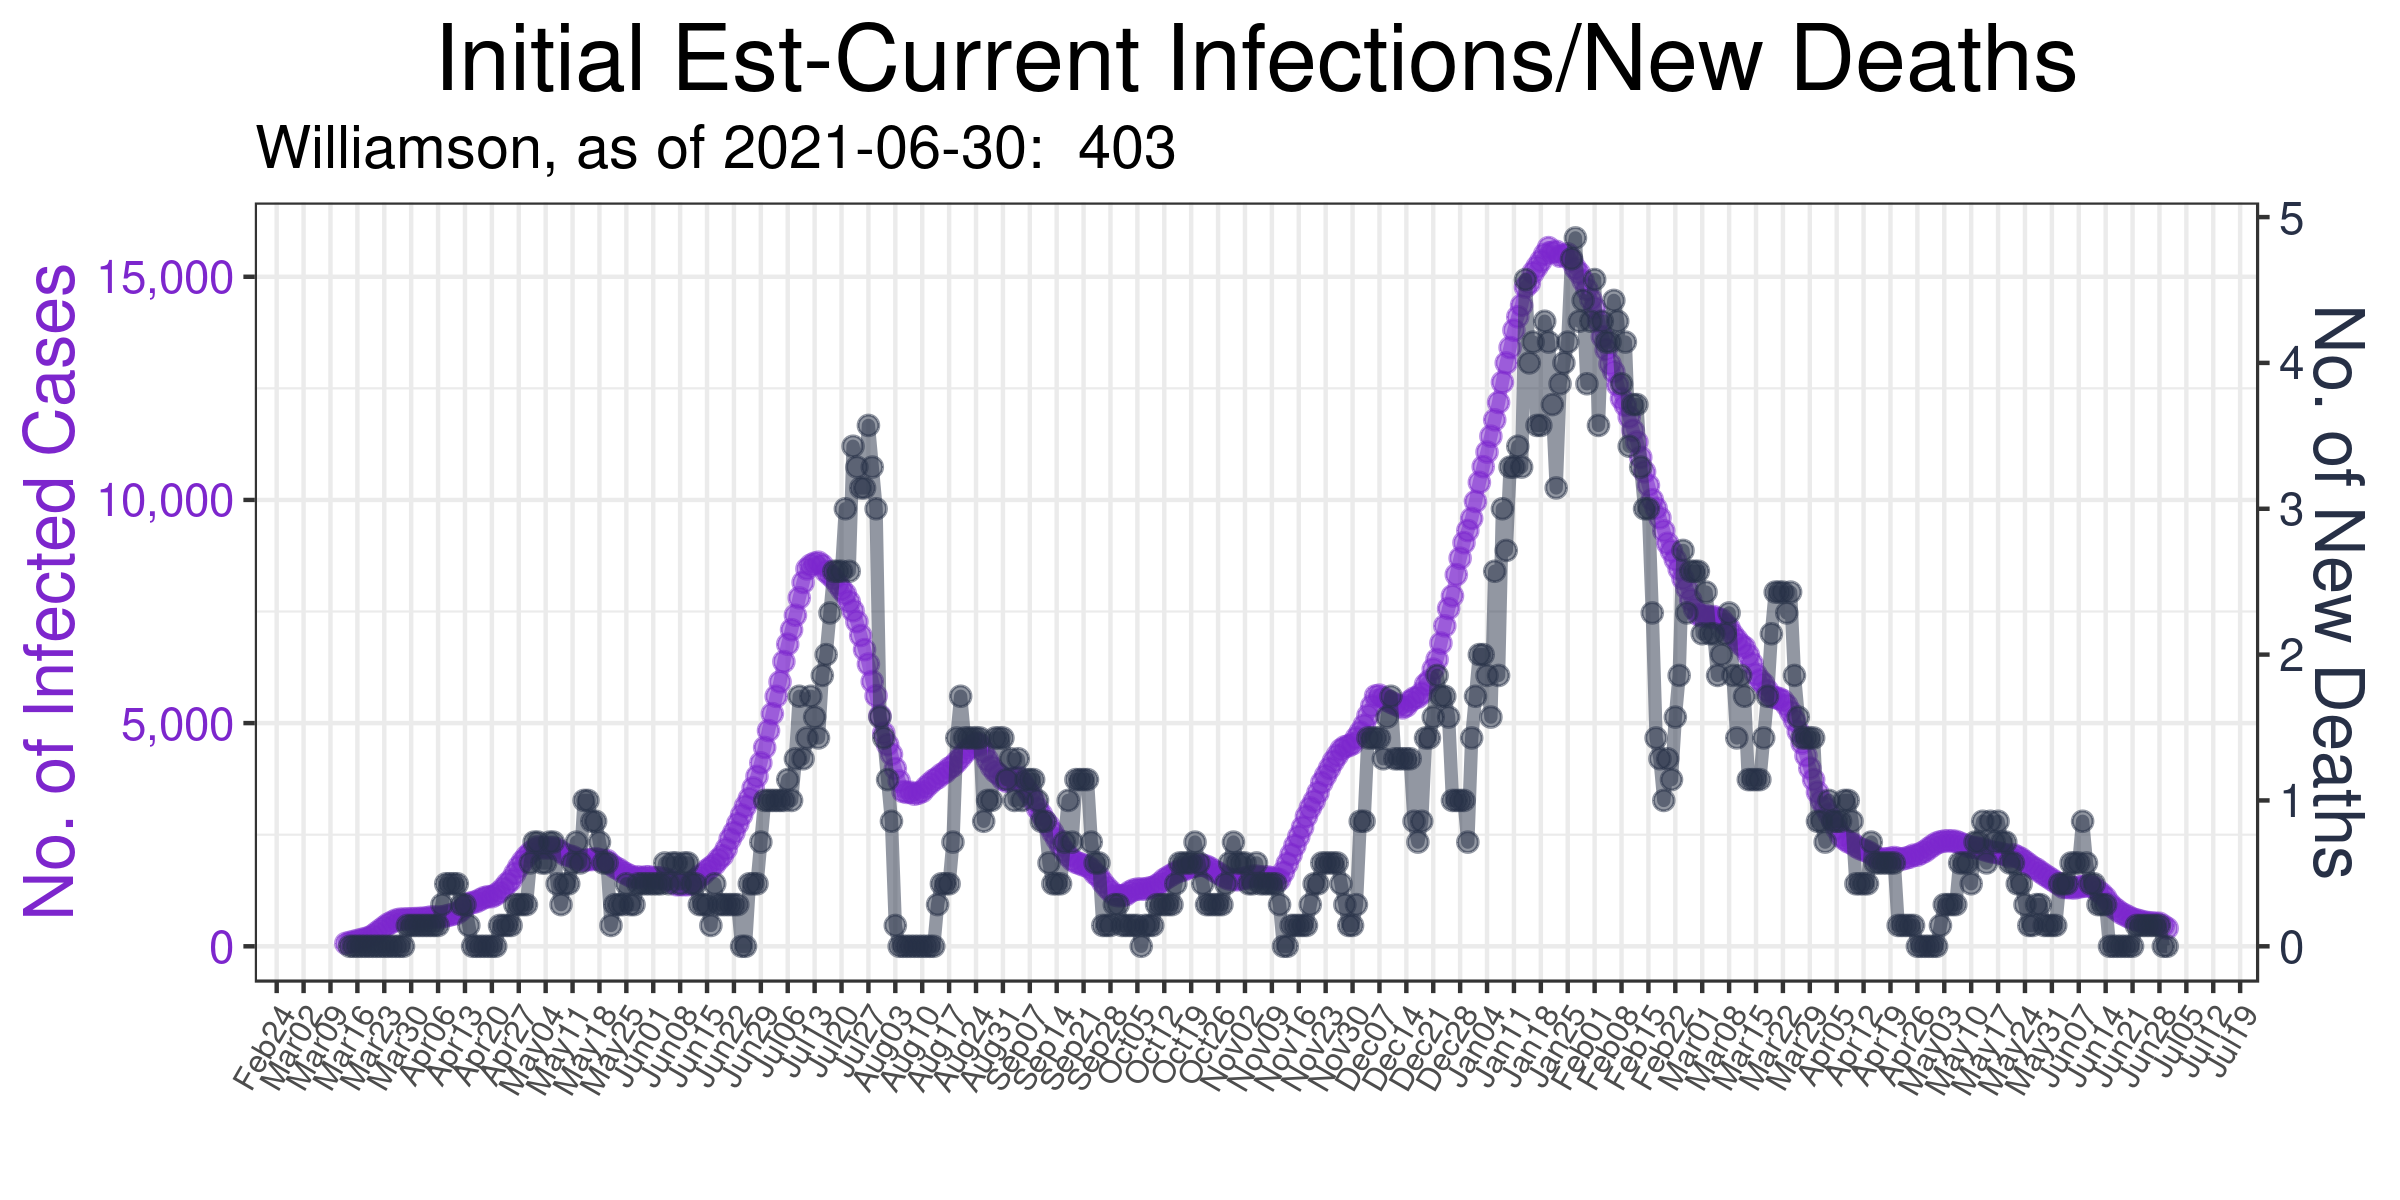 Initial Est-Current Infections/New Deaths
Williamson, as of 2021-06-30:  403
No. of Infected Cases
15,000
10,000
5,000
0
5
4
3
2
1
0
No. of New Deaths
Feb24
Mar02
Mar09
Mar16
Mar23
Mar30
Apr06
Apr13
Apr20
Apr27
May04
May11
May18
May25
Jun01
Jun08
Jun15
Jun22
Jun29
Jul06
Jul13
Jul20
Jul27
Aug03
Aug10
Aug17
Aug24
Aug31
Sep07
Sep14
Sep21
Sep28
Oct05
Oct12
Oct19
Oct26
Nov02
Nov09
Nov16
Nov23
Nov30
Dec07
Dec14
Dec21
Dec28
Jan04
Jan11
Jan18
Jan25
Feb01
Feb08
Feb15
Feb22
Mar01
Mar08
Mar15
Mar22
Mar29
Apr05
Apr12
Apr19
Apr26
May03
May10
May17
May24
May31
Jun07
Jun14
Jun21
Jun28
Jul05
Jul12
Jul19